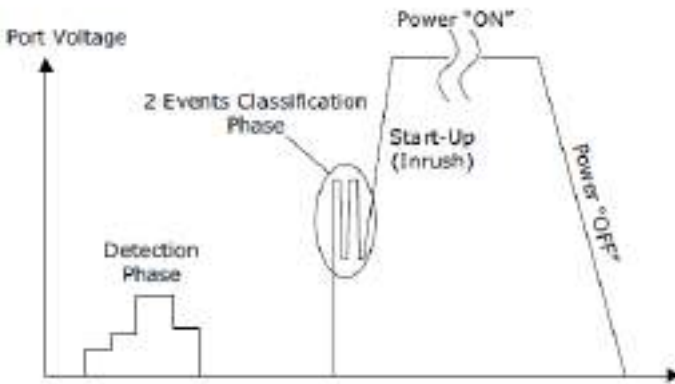 Power "ON"
Port Voltage
2 Events Classification
Phase
Start-Up
(Inrush)
Power "OFF"
Detection
Phase